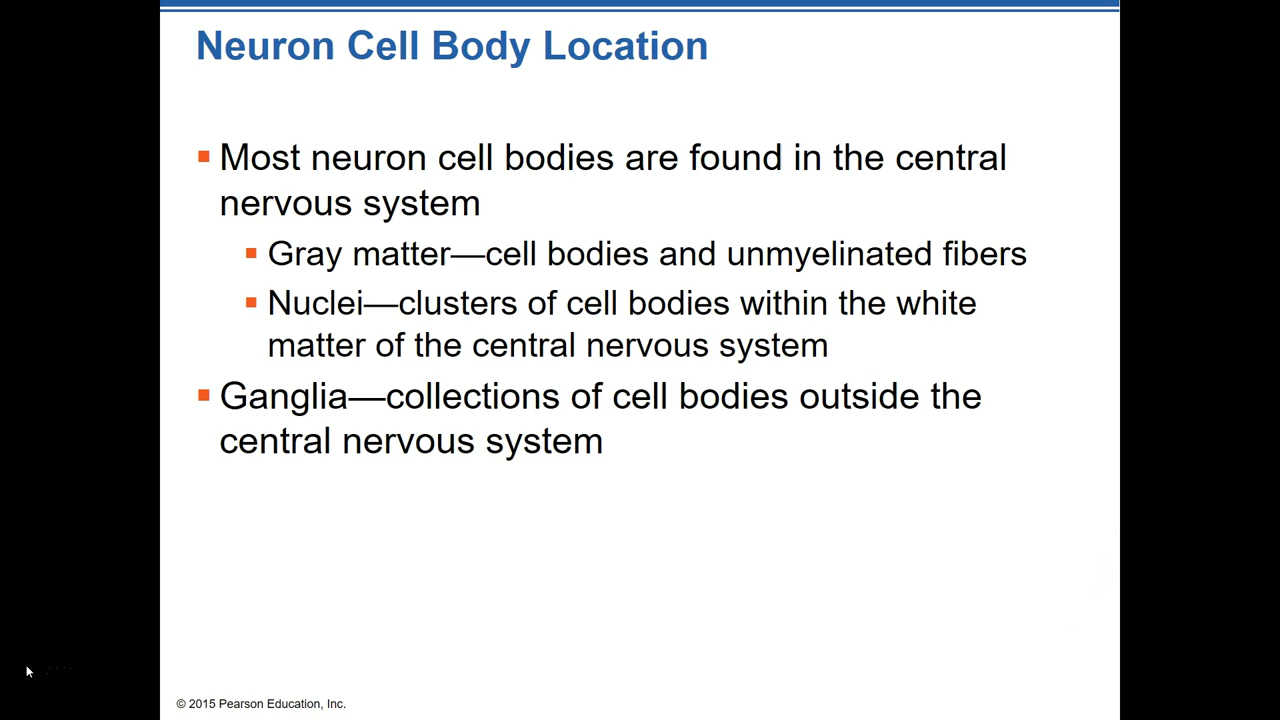 Neuron Cell Body Location
Most neuron cell bodies are found in the central
nervous system
Gray matter—cell bodies and unmyelinated fibers
Nuclei—clusters of cell bodies within the white
matter of the central nervous system
Ganglia—collections of cell bodies outside the
central nervous system
© 2015 Pearson Education, Inc.